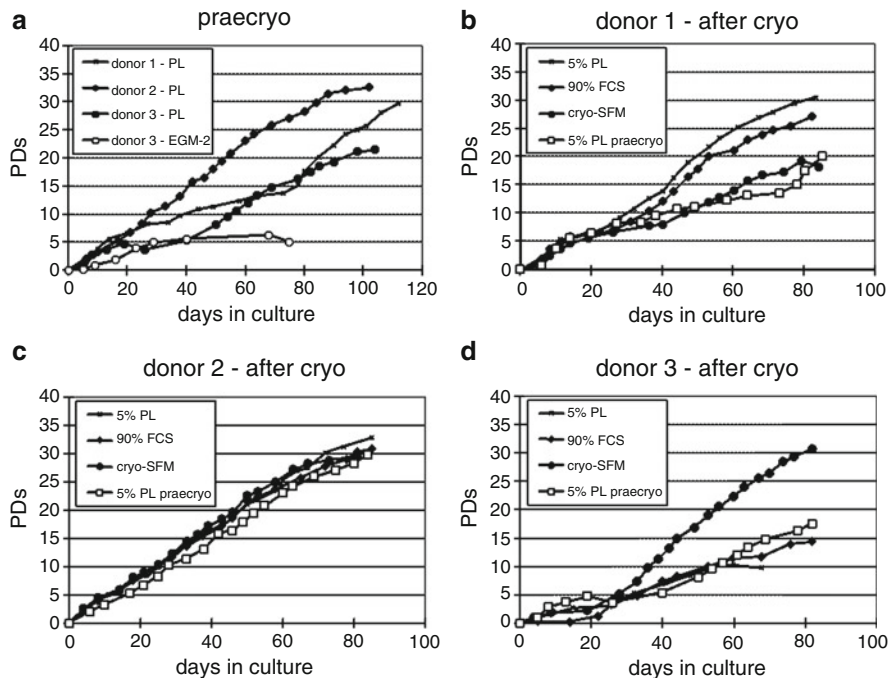 a praecryo
donor 1 - PL
donor 2 - PL
donor 3 - PL
donor 3 - EGM-2
PDs
40
35
30
25
20
15
10
5
0
0 20 40 60 80 100 120
days in culture
b donor 1 - after cryo
5% PL
90% FCS
cryo-SFM
5% PL praecryo
PDs
40
35
30
25
20
15
10
5
0
0 20 40 60 80 100
days in culture
c donor 2 - after cryo
5% PL
90% FCS
cryo-SFM
5% PL praecryo
PDs
40
35
30
25
20
15
10
5
0
0 20 40 60 80 100
days in culture
d donor 3 - after cryo
5% PL
90% FCS
cryo-SFM
5% PL praecryo
PDs
40
35
30
25
20
15
10
5
0
0 20 40 60 80 100
days in culture